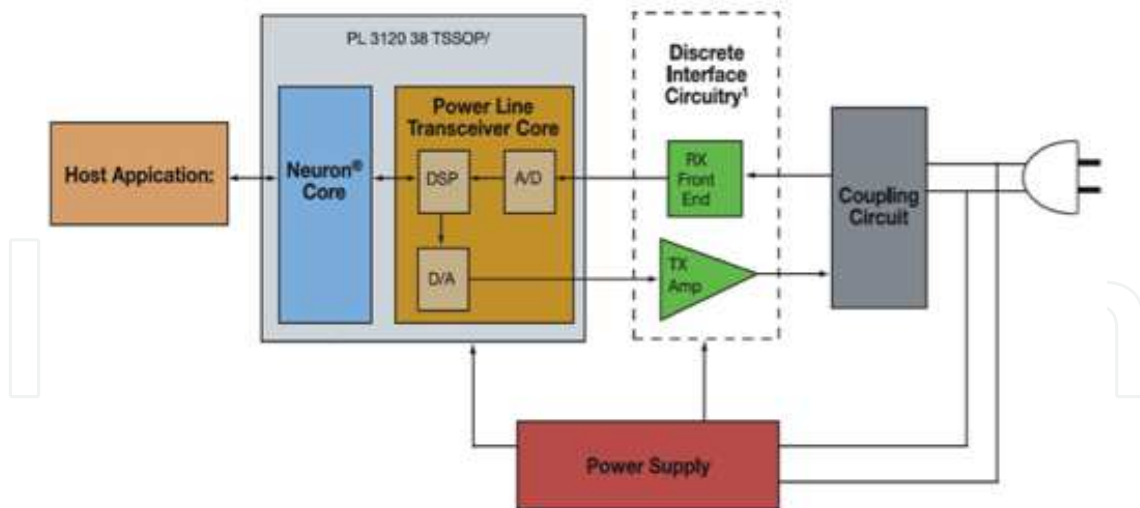 PL 3120 38 TSSOP/
Host Appication:
Neuron®
Core
Power Line
Transceiver Core
DSP
A/D
D/A
Discrete
Interface
Circuitry¹
RX
Front
End
TX
Amp
Coupling
Circuit
Power Supply